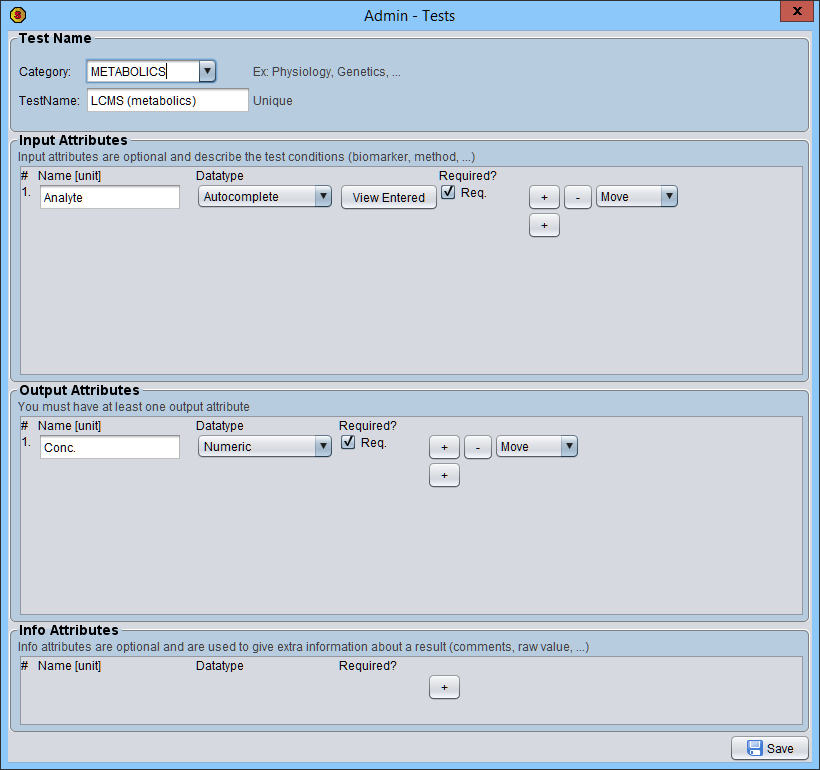 Admin - Tests
X
Test Name
Category: METABOLICS Ex: Physiology, Genetics, ...
TestName: LCMS (metabolics) Unique
Input Attributes
Input attributes are optional and describe the test conditions (biomarker, method, ...)
# Name [unit] Datatype Required?
1. Analyte Autocomplete View Entered Req. + - Move
+
Output Attributes
You must have at least one output attribute
# Name [unit] Datatype Required?
1. Conc. Numeric Req. + - Move
+
Info Attributes
Info attributes are optional and are used to give extra information about a result (comments, raw value, ...)
# Name [unit] Datatype Required?
+
Save